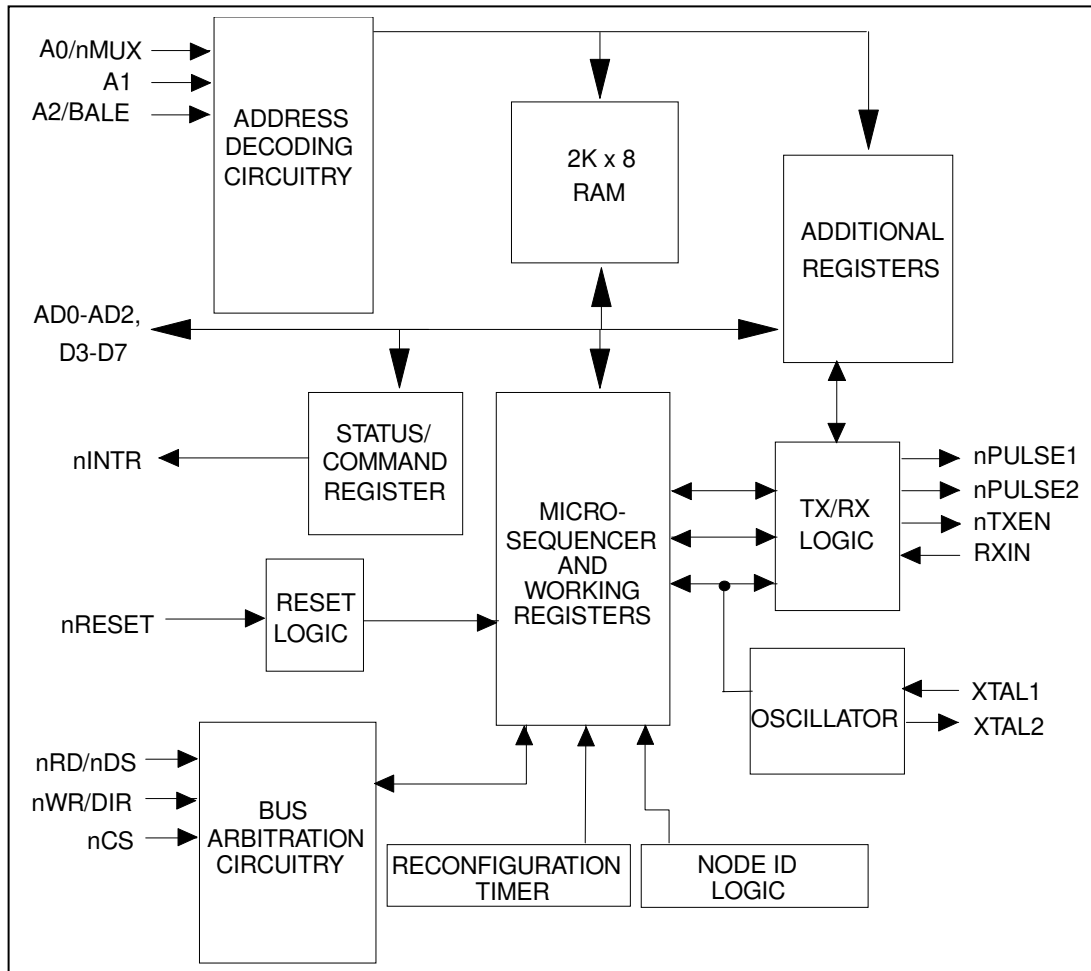 A0/nMUX
A1
A2/BALE
ADDRESS
DECODING
CIRCUITRY
2K x 8
RAM
ADDITIONAL
REGISTERS
AD0-AD2,
D3-D7
nINTR
STATUS/
COMMAND
REGISTER
MICRO-
SEQUENCER
AND
WORKING
REGISTERS
TX/RX
LOGIC
nPULSE1
nPULSE2
nTXEN
RXIN
nRESET
RESET
LOGIC
OSCILLATOR
XTAL1
XTAL2
nRD/nDS
nWR/DIR
nCS
BUS
ARBITRATION
CIRCUITRY
RECONFIGURATION
TIMER
NODE ID
LOGIC